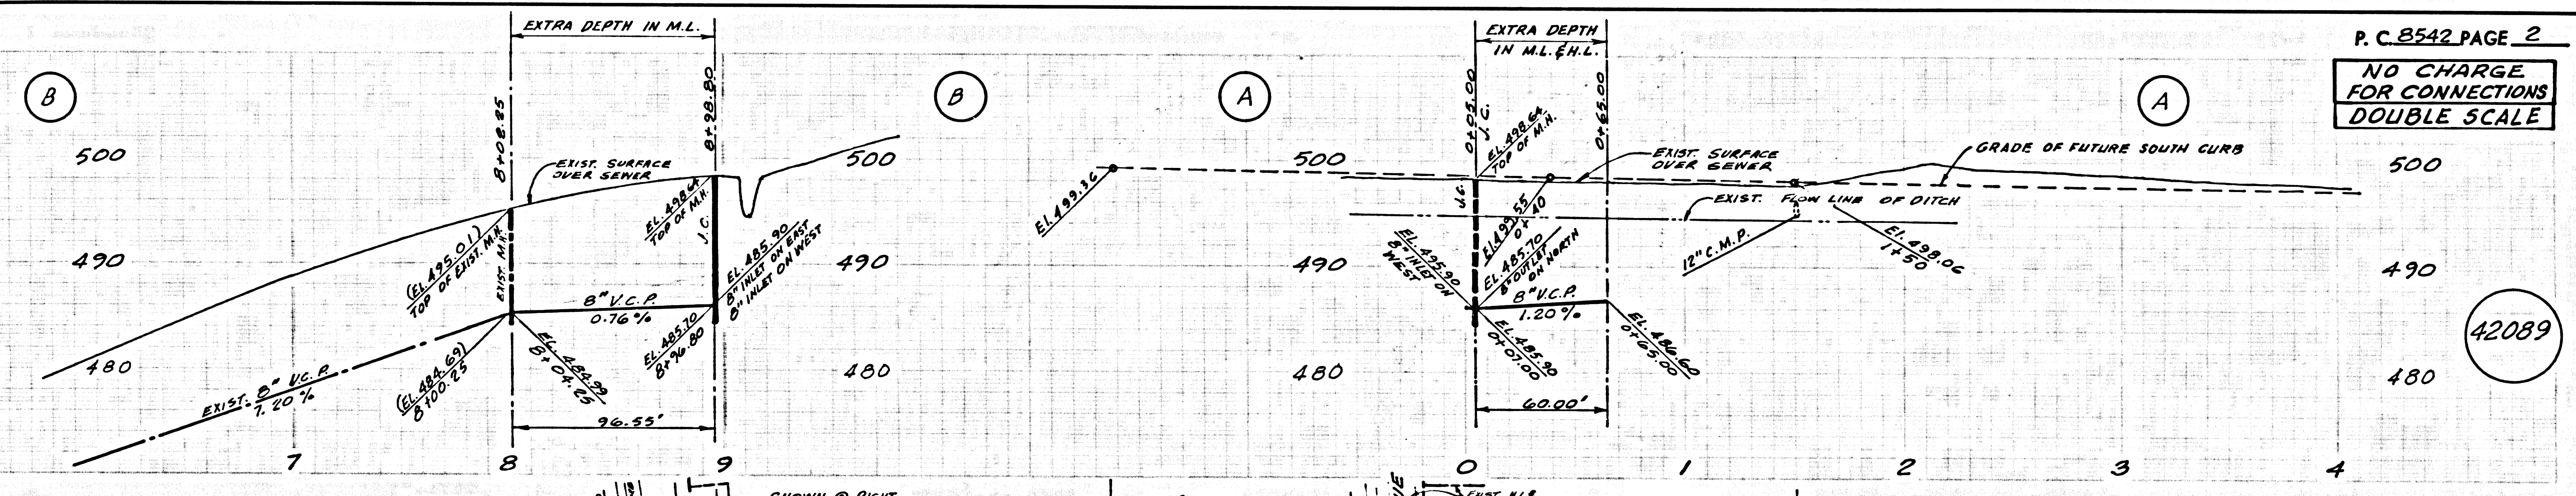 P. C. 8542 PAGE 2
NO CHARGE
FOR CONNECTIONS
DOUBLE SCALE
B
EXTRA DEPTH IN M.L.
8+98.80
500
EXIST. SURFACE
OVER SEWER
EL. 498.64
TOP OF M.H.
J.C.
(EL. 495.01)
TOP OF EXIST. M.H.
EXIST. M.H.
490
EL. 485.90
8" INLET ON EAST
8" INLET ON WEST
8" V.C.P.
0.76 %
480
EXIST. 8" V.C.P.
7.20 %
(EL. 484.69)
8+00.25
EL. 484.99
8+04.25
EL. 485.70
8+96.80
96.55'
7
8
9
B
500
490
480
A
EXTRA DEPTH
IN M.L. & H.L.
0+05.00
J.C.
0+65.00
EL. 498.64
TOP OF M.H.
EL. 499.36
500
490
480
J.C.
EXIST. SURFACE
OVER SEWER
GRADE OF FUTURE SOUTH CURB
EXIST. FLOW LINE OF DITCH
0+40
EL. 495.90
8" INLET ON
WEST
EL. 485.70
8" OUTLET
ON NORTH
8" V.C.P.
1.20 %
EL. 485.90
0+07.00
EL. 486.60
0+65.00
60.00'
12" C.M.P.
EL. 498.06
1+50
A
500
490
480
42089
0
1
2
3
4
SHOWN @ RIGHT